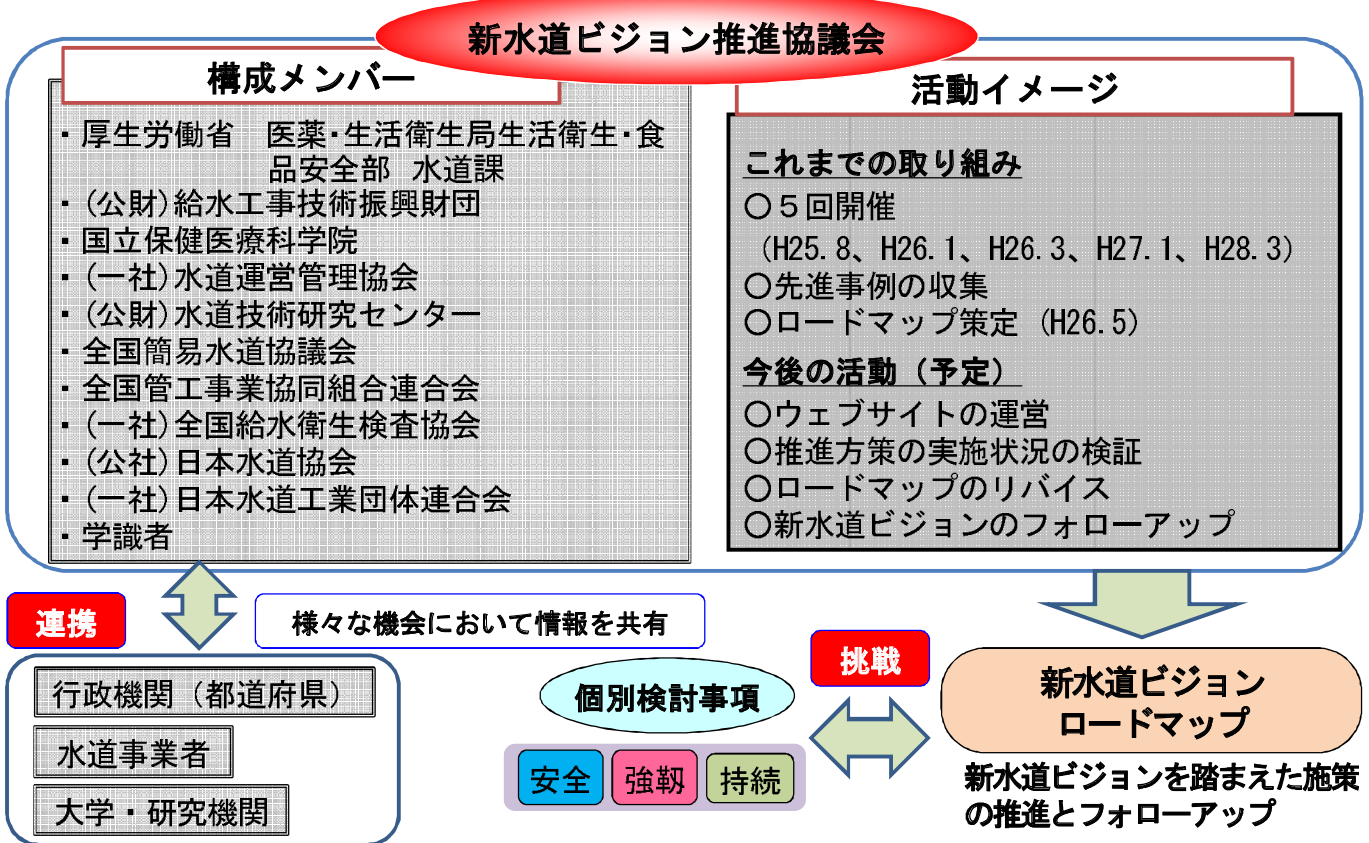 新水道ビジョン推進協議会
構成メンバー
・厚生労働省　医薬・生活衛生局生活衛生・食
品安全部 水道課
・(公財)給水工事技術振興財団
・国立保健医療科学院
・(一社)水道運営管理協会
・(公財)水道技術研究センター
・全国簡易水道協議会
・全国管工事業協同組合連合会
・(一社)全国給水衛生検査協会
・(公社)日本水道協会
・(一社)日本水道工業団体連合会
・学識者
活動イメージ
これまでの取り組み
○５回開催
(H25.8、H26.1、H26.3、H27.1、H28.3)
○先進事例の収集
○ロードマップ策定 (H26.5)
今後の活動（予定）
○ウェブサイトの運営
○推進方策の実施状況の検証
○ロードマップのリバイス
○新水道ビジョンのフォローアップ
連携
様々な機会において情報を共有
行政機関（都道府県）
水道事業者
大学・研究機関
個別検討事項
安全
強靱
持続
挑戦
新水道ビジョン
ロードマップ
新水道ビジョンを踏まえた施策
の推進とフォローアップ